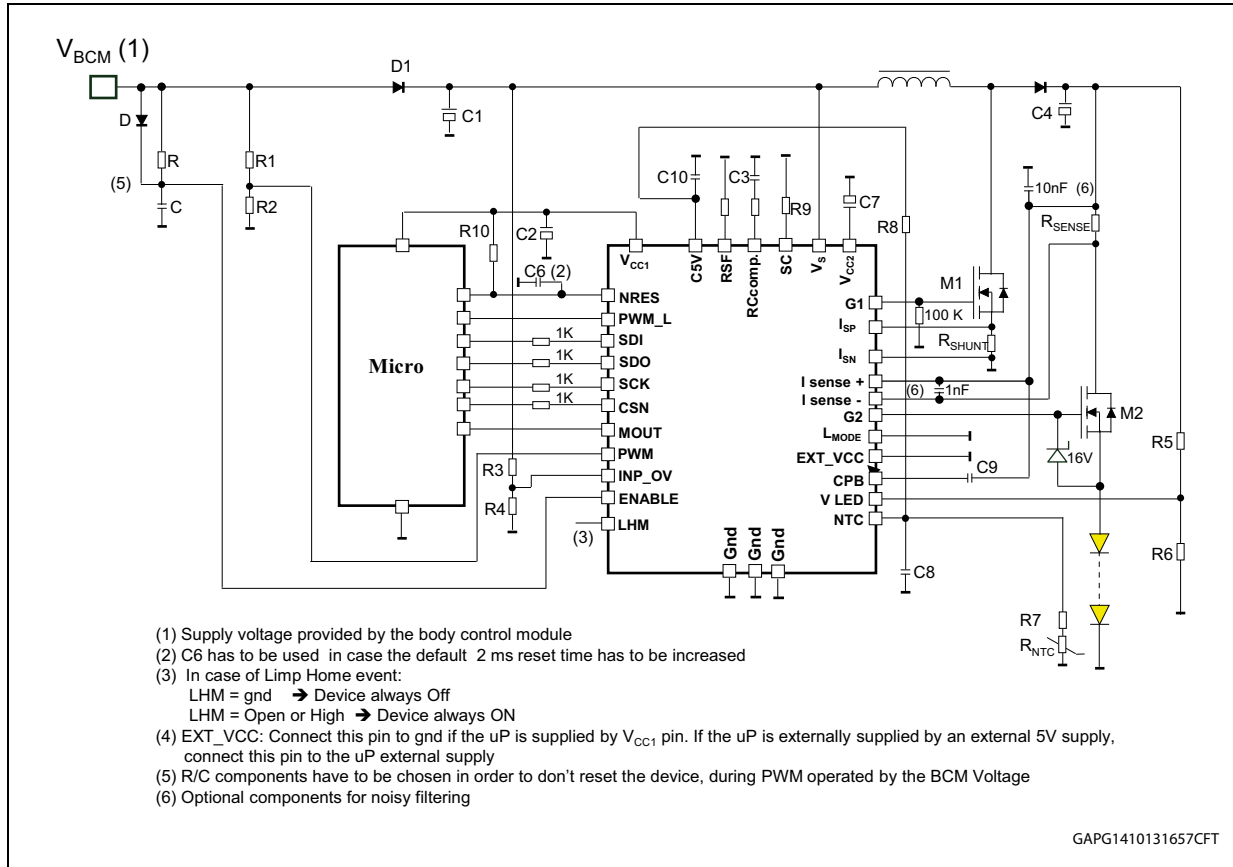 V_BCM (1)
D1
D
C1
C4
R
R1
(5)
C
R2
C10
C3
R9
C7
10nF (6)
R_SENSE
R10
C2
R8
V_CC1
C5V
RSF
RCcomp.
SC
V_S
V_CC2
C6 (2)
M1
NRES
G1
100 K
PWM_L
I_SP
1K
SDI
R_SHUNT
Micro
1K
SDO
I_SN
1K
SCK
I sense +
(6)
1nF
1K
CSN
I sense -
G2
M2
MOUT
L_MODE
R5
PWM
EXT_VCC
16V
R3
INP_OV
CPB
C9
R4
ENABLE
V LED
(3)
LHM
NTC
Gnd
Gnd
Gnd
C8
R6
R7
R_NTC
(1) Supply voltage provided by the body control module
(2) C6 has to be used in case the default 2 ms reset time has to be increased
(3) In case of Limp Home event:
LHM = gnd ➔ Device always Off
LHM = Open or High ➔ Device always ON
(4) EXT_VCC: Connect this pin to gnd if the uP is supplied by V_CC1 pin. If the uP is externally supplied by an external 5V supply,
connect this pin to the uP external supply
(5) R/C components have to be chosen in order to don't reset the device, during PWM operated by the BCM Voltage
(6) Optional components for noisy filtering
GAPG1410131657CFT